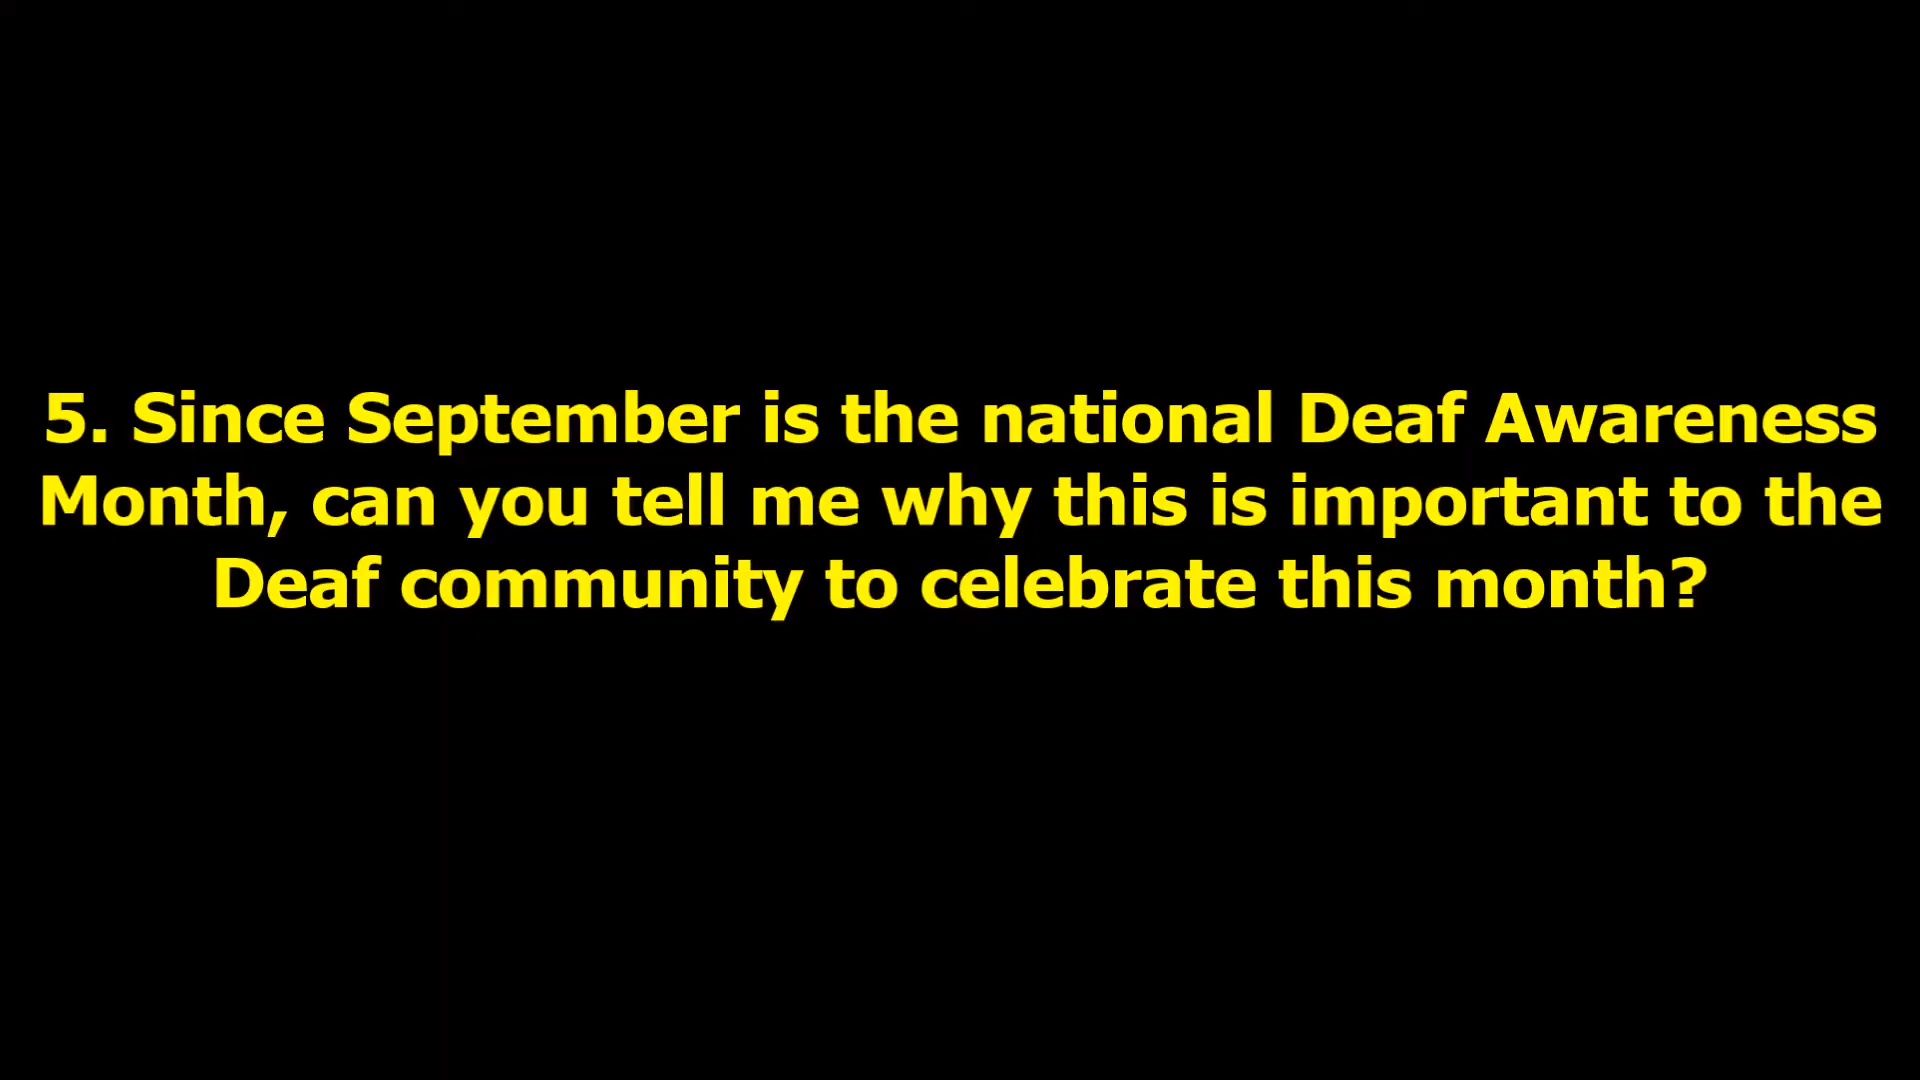 5. Since September is the national Deaf Awareness
Month, can you tell me why this is important to the
Deaf community to celebrate this month?